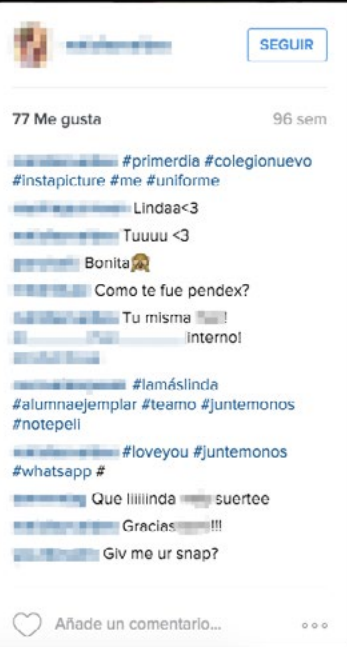 SEGUIR
77 Me gusta
96 sem
#primerdia #colegionuevo
#instapicture #me #uniforme
Lindaa<3
Tuuuu <3
Bonita🙈
Como te fue pendex?
Tu misma !
interno!
#lamáslinda
#alumnaejemplar #teamo #juntemonos
#notepeli
#loveyou #juntemonos
#whatsapp #
Que liiiiinda suertee
Gracias !!!
Giv me ur snap?
Añade un comentario...